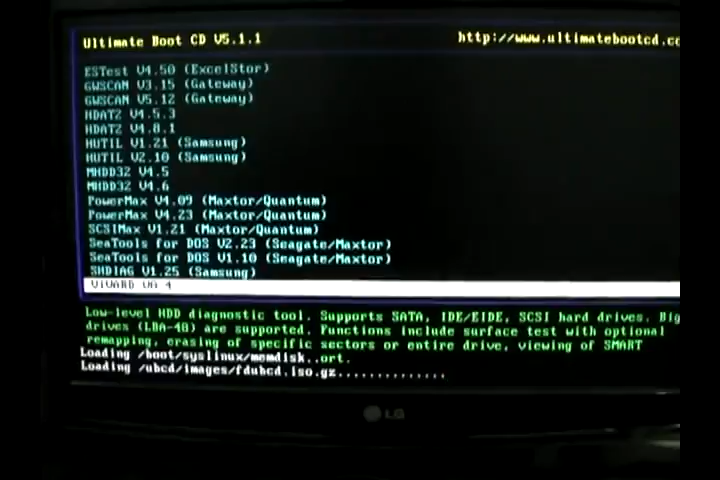 Ultimate Boot CD V5.1.1
http://www.ultimatebootcd.co
ESTest V4.50 (ExcelStor)
GWSCAN V3.15 (Gateway)
GWSCAN V5.12 (Gateway)
HDAT2 V4.5.3
HDAT2 V4.8.1
HUTIL V1.21 (Samsung)
HUTIL V2.10 (Samsung)
MHDD32 V4.5
MHDD32 V4.6
PowerMax V4.09 (Maxtor/Quantum)
PowerMax V4.23 (Maxtor/Quantum)
SCSIMax V1.21 (Maxtor/Quantum)
SeaTools for DOS V2.23 (Seagate/Maxtor)
SeaTools for DOS V1.10 (Seagate/Maxtor)
SHDIAG V1.25 (Samsung)
ViVARD V0.4
Low-level HDD diagnostic tool. Supports SATA, IDE/EIDE, SCSI hard drives. Big
drives (LBA-48) are supported. Functions include surface test with optional
remapping, erasing of specific sectors or entire drive, viewing of SMART
Loading /boot/syslinux/memdisk..ort.
Loading /ubcd/images/fdubcd.iso.gz..............
LG